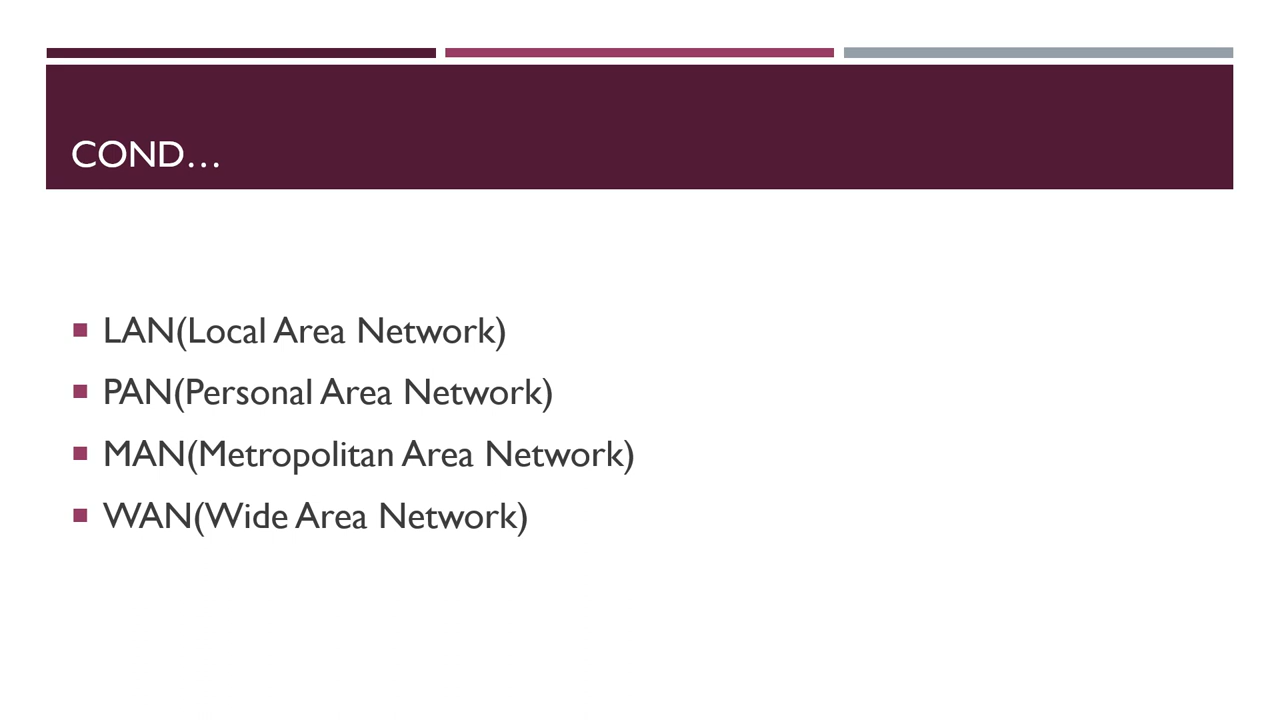 COND…
LAN(Local Area Network)
PAN(Personal Area Network)
MAN(Metropolitan Area Network)
WAN(Wide Area Network)